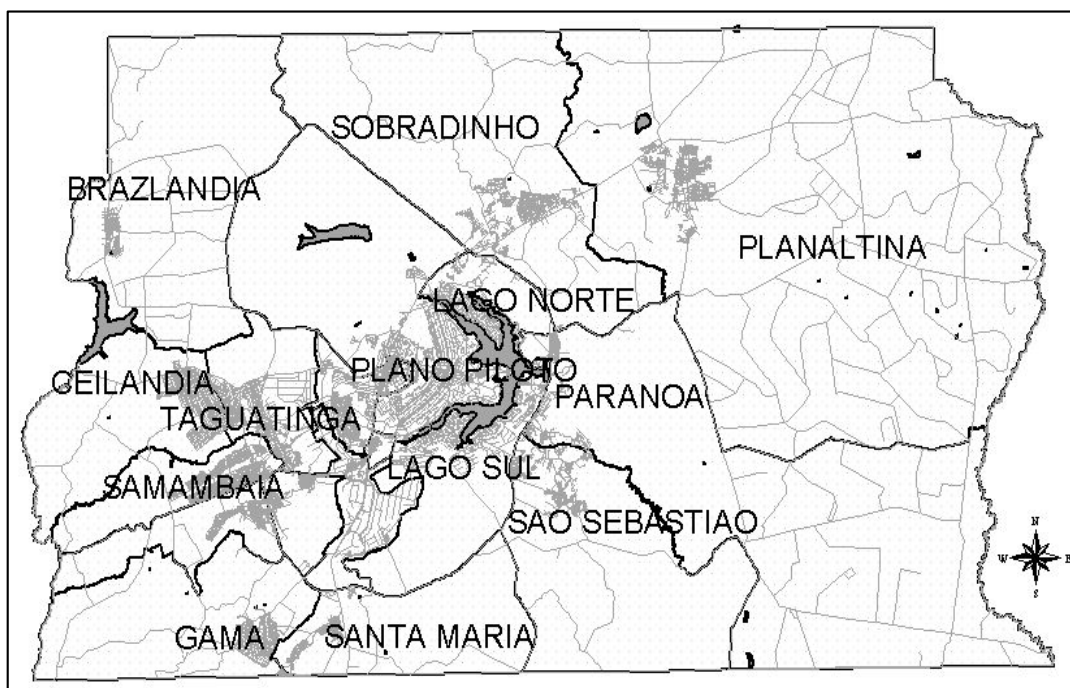 SOBRADINHO
BRAZLANDIA
PLANALTINA
LAGO NORTE
PLANO PILOTO
CEILANDIA
PARANOA
TAGUATINGA
LAGO SUL
SAMAMBAIA
SAO SEBASTIAO
N
W E
S
GAMA
SANTA MARIA